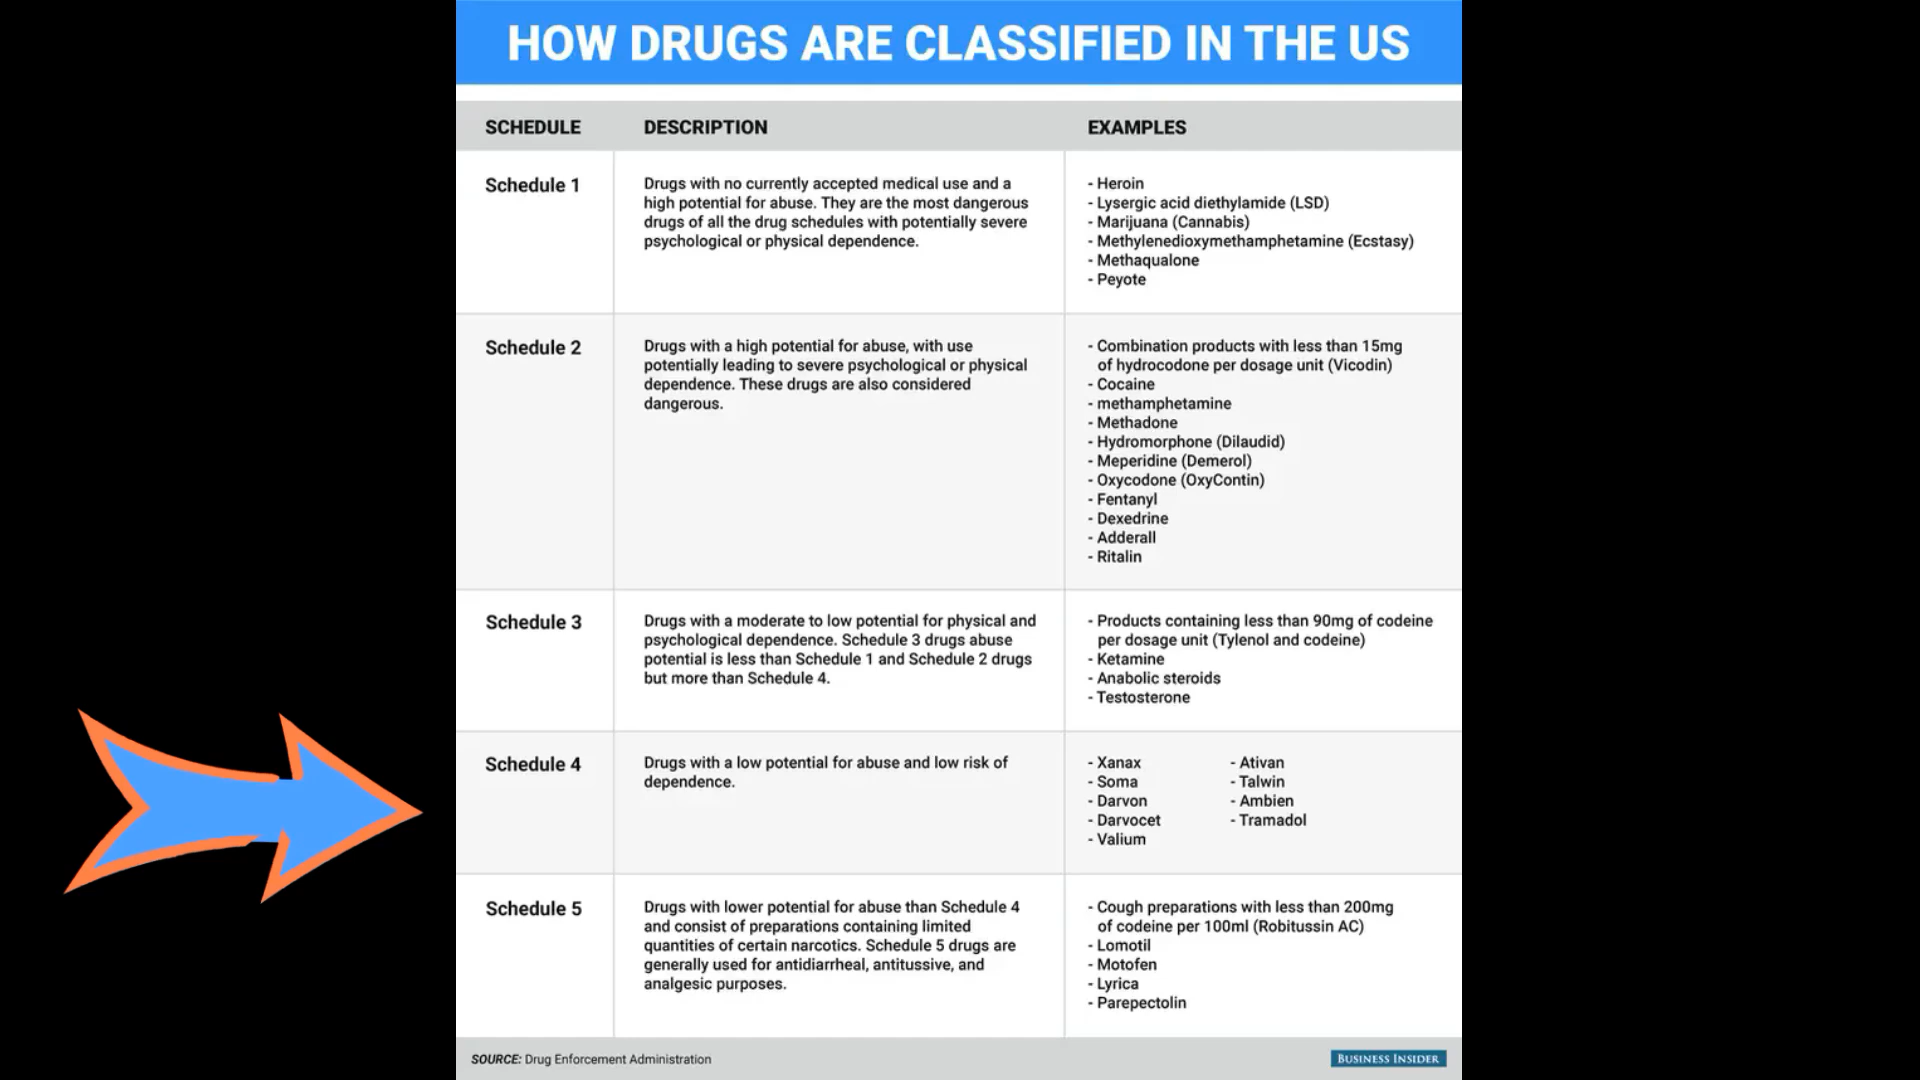 HOW DRUGS ARE CLASSIFIED IN THE US
SCHEDULE DESCRIPTION EXAMPLES
Schedule 1
Drugs with no currently accepted medical use and a
high potential for abuse. They are the most dangerous
drugs of all the drug schedules with potentially severe
psychological or physical dependence.
- Heroin
- Lysergic acid diethylamide (LSD)
- Marijuana (Cannabis)
- Methylenedioxymethamphetamine (Ecstasy)
- Methaqualone
- Peyote
Schedule 2
Drugs with a high potential for abuse, with use
potentially leading to severe psychological or physical
dependence. These drugs are also considered
dangerous.
- Combination products with less than 15mg
of hydrocodone per dosage unit (Vicodin)
- Cocaine
- methamphetamine
- Methadone
- Hydromorphone (Dilaudid)
- Meperidine (Demerol)
- Oxycodone (OxyContin)
- Fentanyl
- Dexedrine
- Adderall
- Ritalin
Schedule 3
Drugs with a moderate to low potential for physical and
psychological dependence. Schedule 3 drugs abuse
potential is less than Schedule 1 and Schedule 2 drugs
but more than Schedule 4.
- Products containing less than 90mg of codeine
per dosage unit (Tylenol and codeine)
- Ketamine
- Anabolic steroids
- Testosterone
Schedule 4
Drugs with a low potential for abuse and low risk of
dependence.
- Xanax
- Soma
- Darvon
- Darvocet
- Valium
- Ativan
- Talwin
- Ambien
- Tramadol
Schedule 5
Drugs with lower potential for abuse than Schedule 4
and consist of preparations containing limited
quantities of certain narcotics. Schedule 5 drugs are
generally used for antidiarrheal, antitussive, and
analgesic purposes.
- Cough preparations with less than 200mg
of codeine per 100ml (Robitussin AC)
- Lomotil
- Motofen
- Lyrica
- Parepectolin
SOURCE: Drug Enforcement Administration
BUSINESS INSIDER